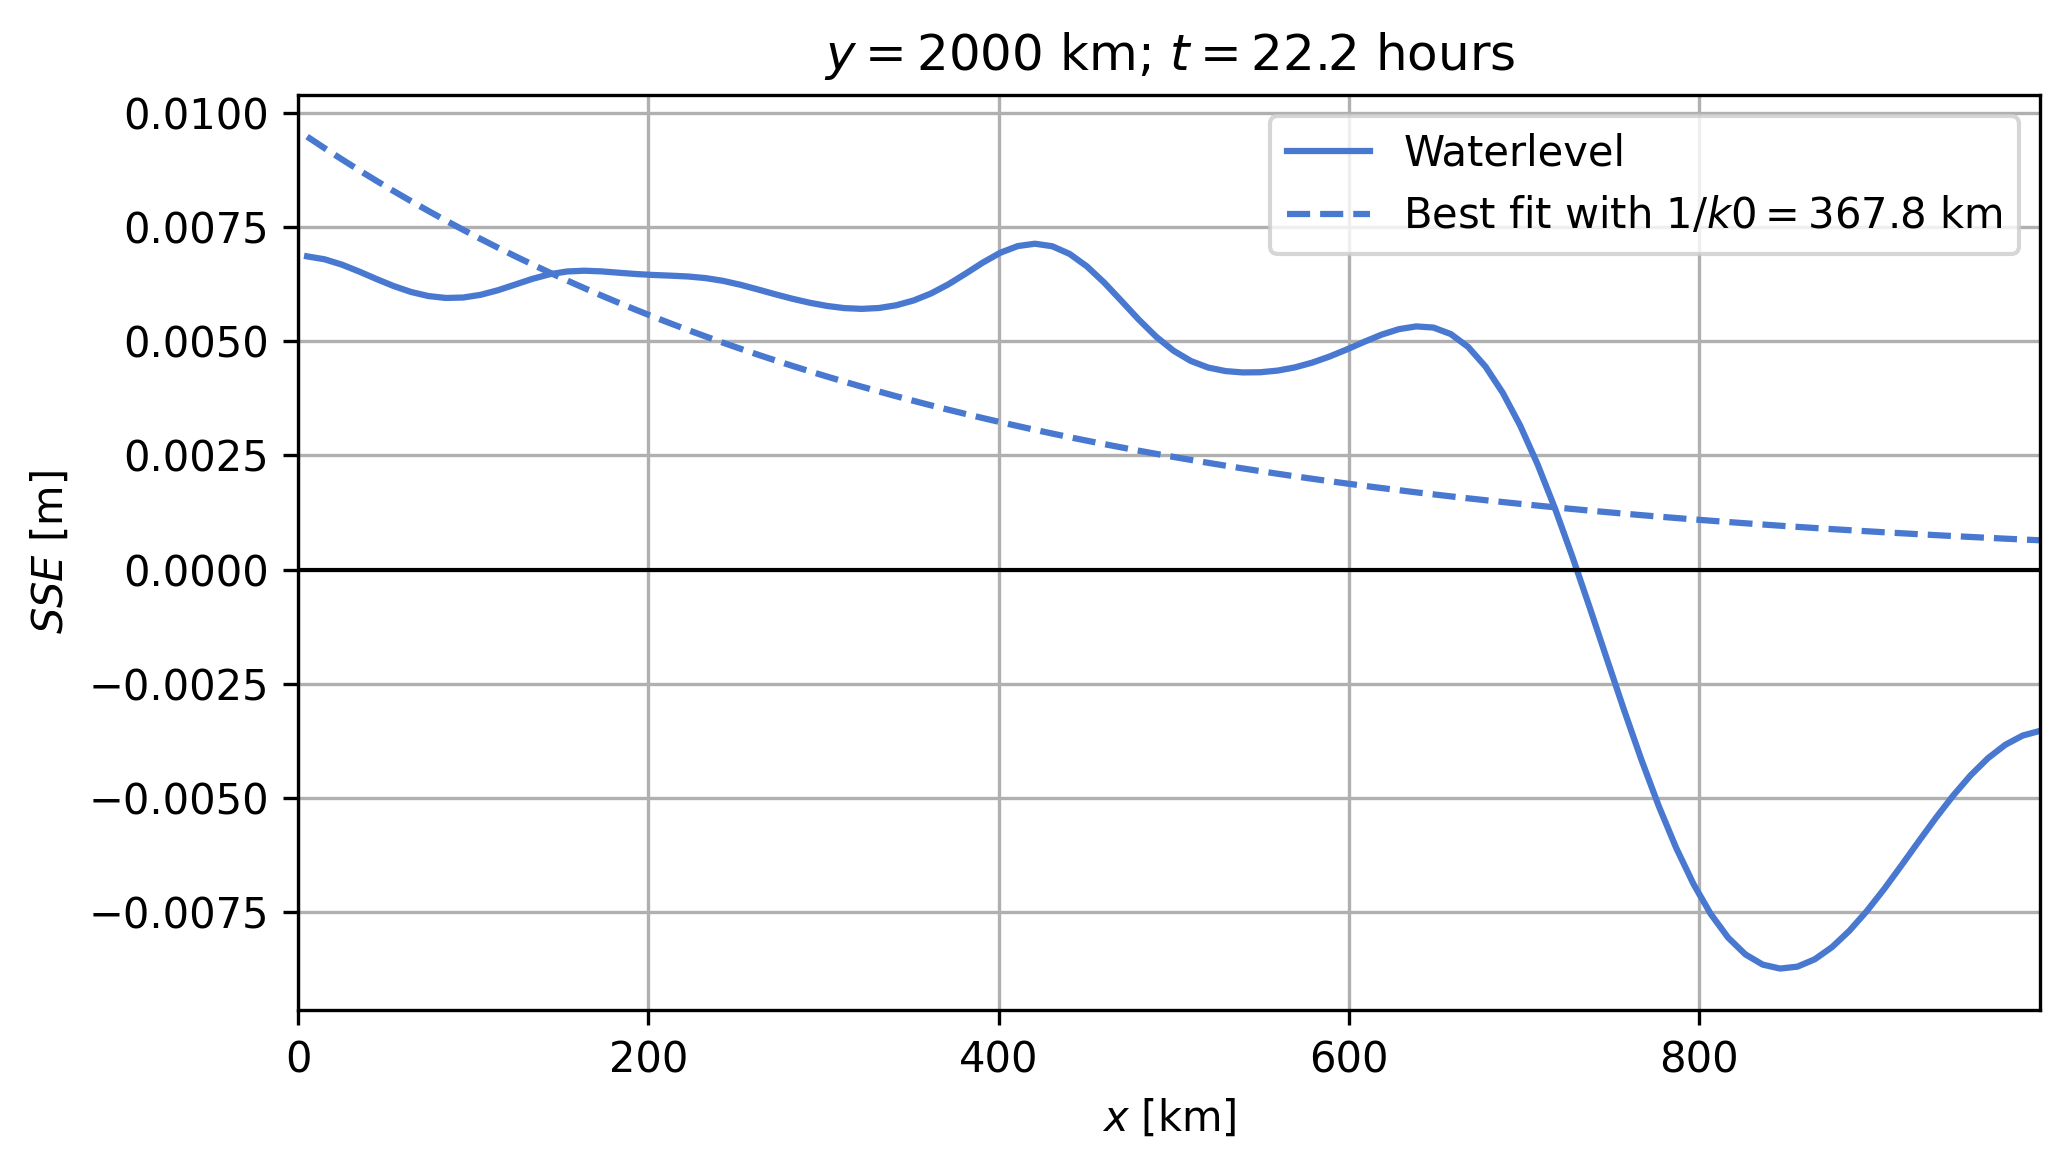 y = 2000 km; t = 22.2 hours
Waterlevel
Best fit with 1/k0 = 367.8 km
SSE [m]
0.0100
0.0075
0.0050
0.0025
0.0000
−0.0025
−0.0050
−0.0075
0 200 400 600 800
x [km]